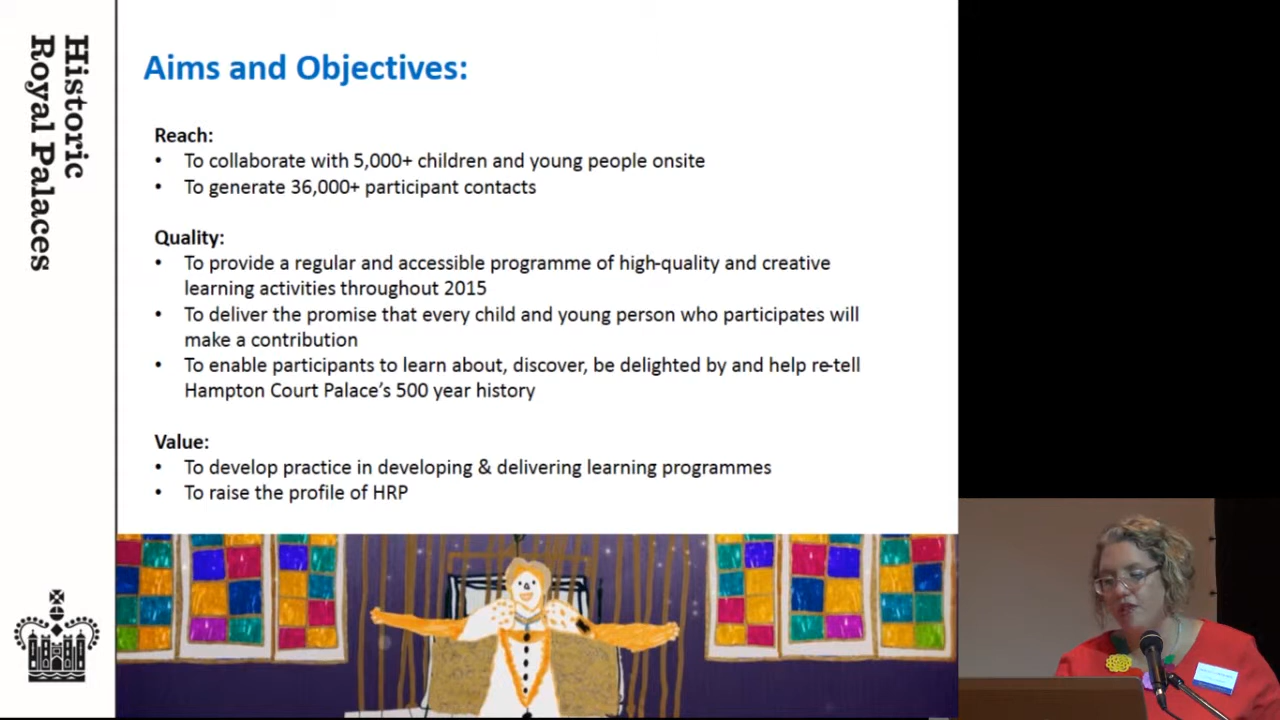 Historic
Royal Palaces
Aims and Objectives:
Reach:
• To collaborate with 5,000+ children and young people onsite
• To generate 36,000+ participant contacts
Quality:
• To provide a regular and accessible programme of high-quality and creative
learning activities throughout 2015
• To deliver the promise that every child and young person who participates will
make a contribution
• To enable participants to learn about, discover, be delighted by and help re-tell
Hampton Court Palace's 500 year history
Value:
• To develop practice in developing & delivering learning programmes
• To raise the profile of HRP